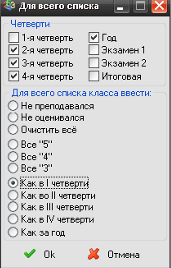 Для всего списка
Четверти
1-я четверть Год
2-я четверть Экзамен 1
3-я четверть Экзамен 2
4-я четверть Итоговая
Для всего списка класса ввести:
Не преподавался
Не оценивался
Очистить всё
Все "5"
Все "4"
Все "3"
Как в I четверти
Как во II четверти
Как в III четверти
Как в IV четверти
Как за год
Ok Отмена